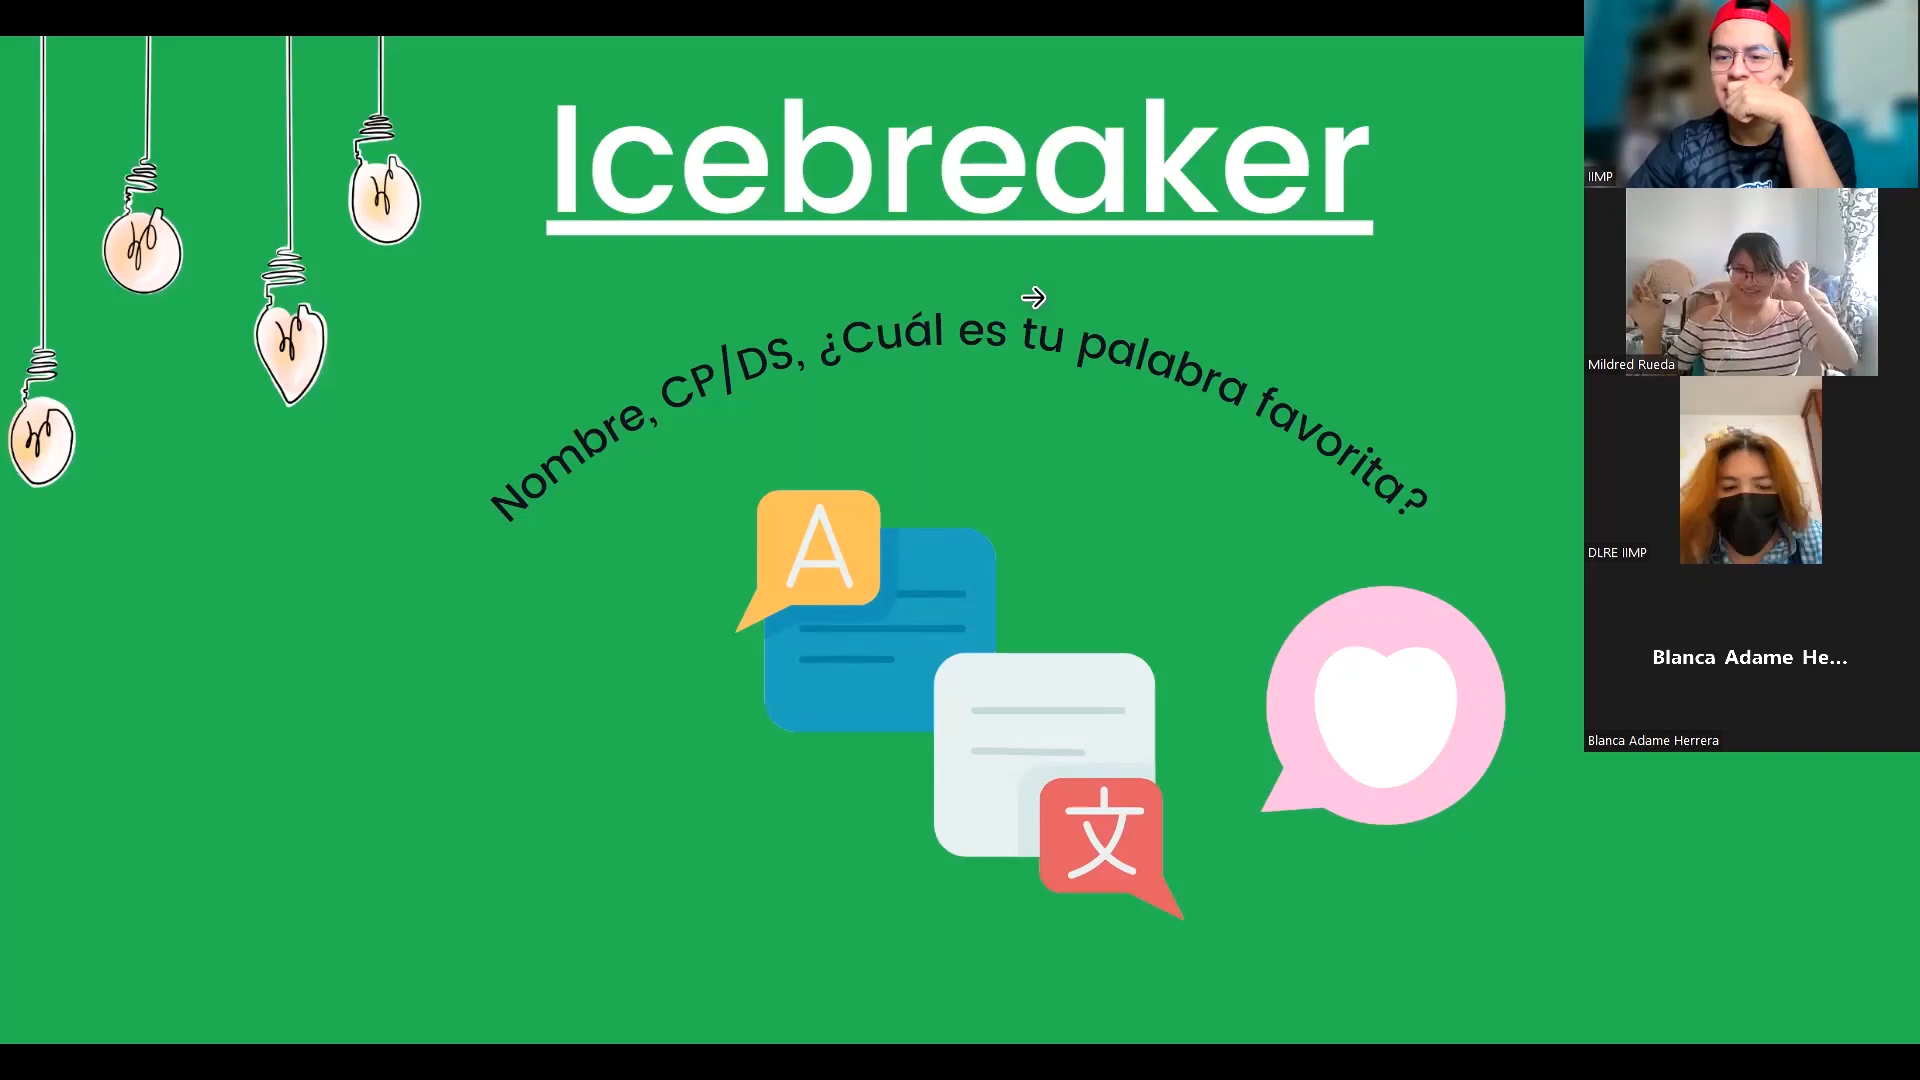 Icebreaker
Nombre, CP/DS, ¿Cuál es tu palabra favorita?
A
文
IIMP
Mildred Rueda
DLRE IIMP
Blanca Adame He...
Blanca Adame Herrera